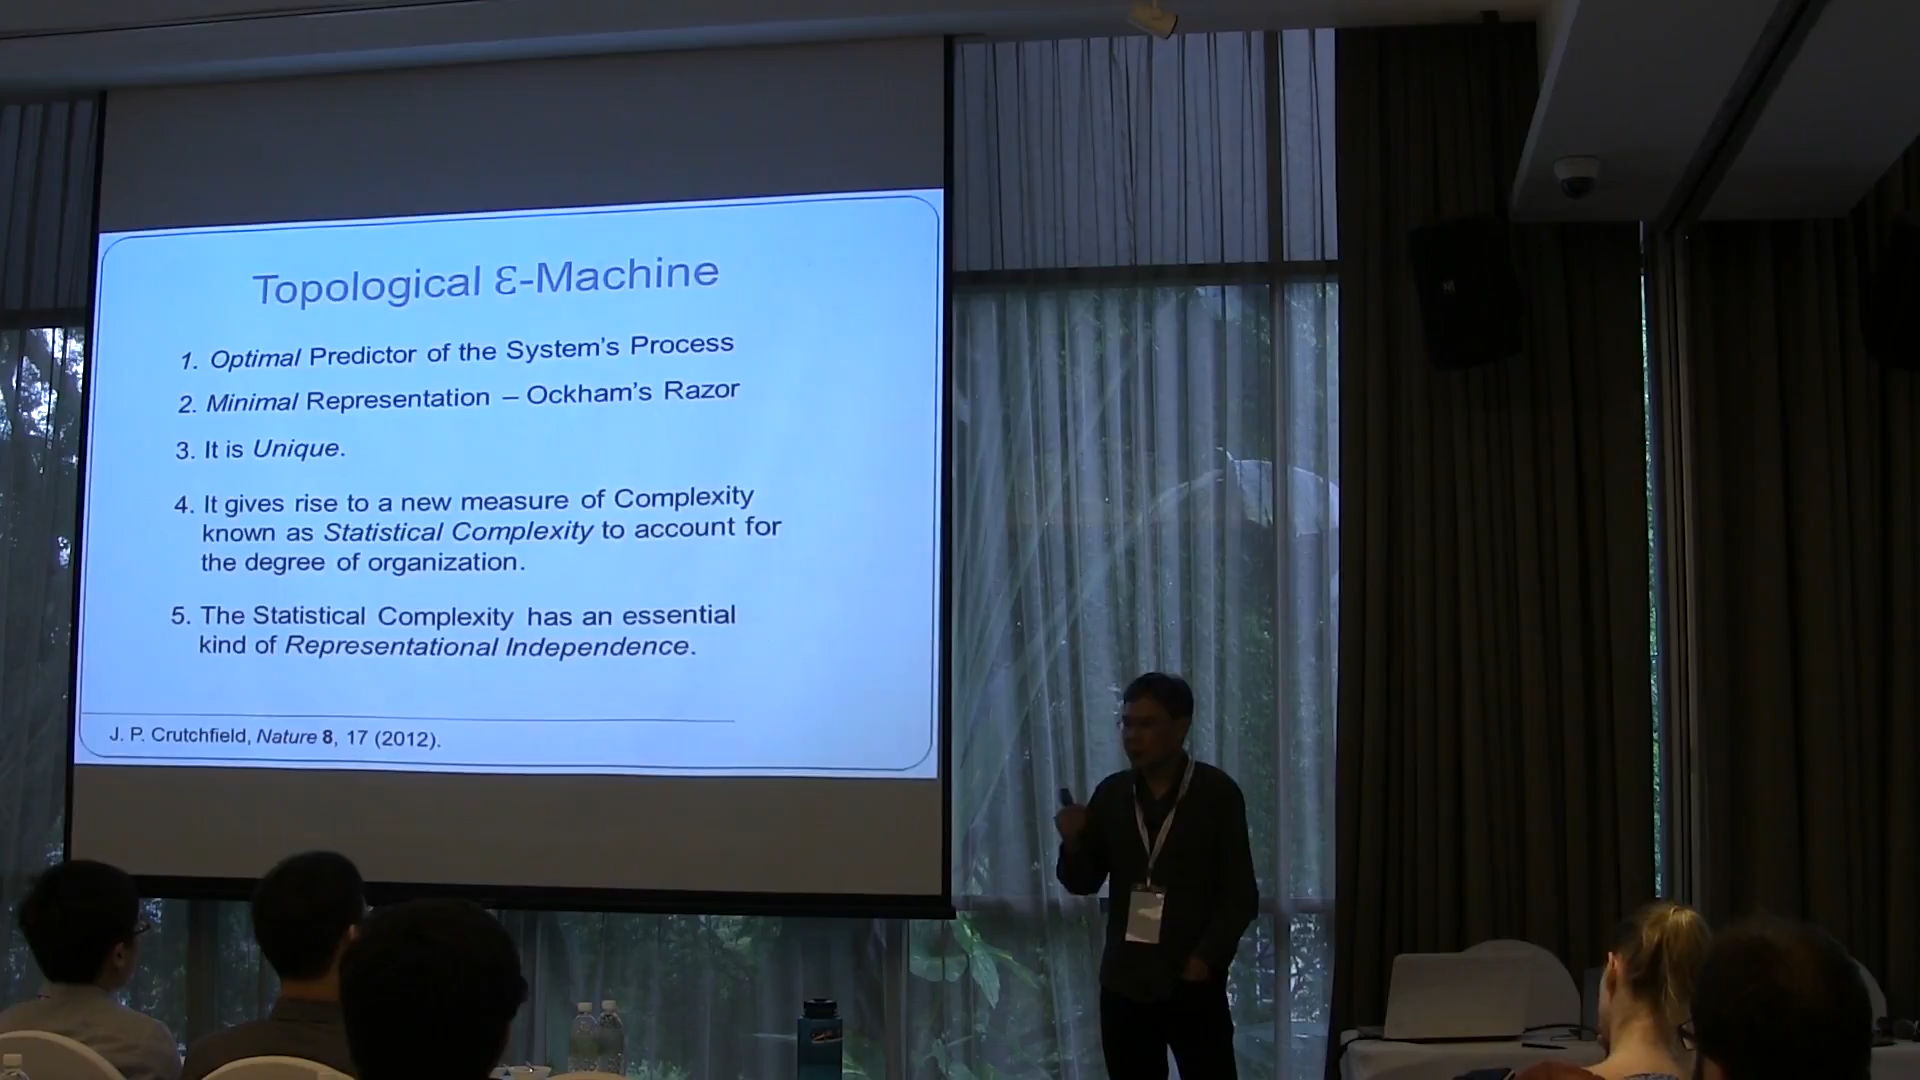 Topological Ɛ-Machine
1. Optimal Predictor of the System's Process
2. Minimal Representation – Ockham's Razor
3. It is Unique.
4. It gives rise to a new measure of Complexity
known as Statistical Complexity to account for
the degree of organization.
5. The Statistical Complexity has an essential
kind of Representational Independence.
J. P. Crutchfield, Nature 8, 17 (2012).